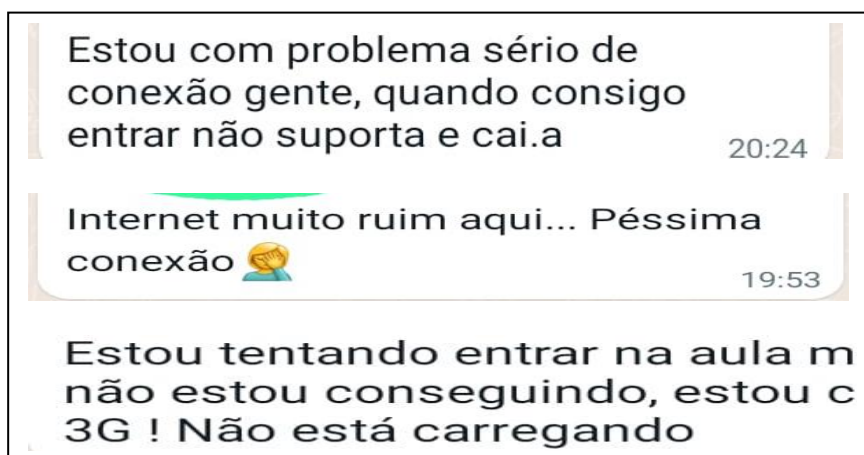 Estou com problema sério de
conexão gente, quando consigo
entrar não suporta e cai.a
20:24
Internet muito ruim aqui... Péssima
conexão 🤦
19:53
Estou tentando entrar na aula m
não estou conseguindo, estou c
3G ! Não está carregando